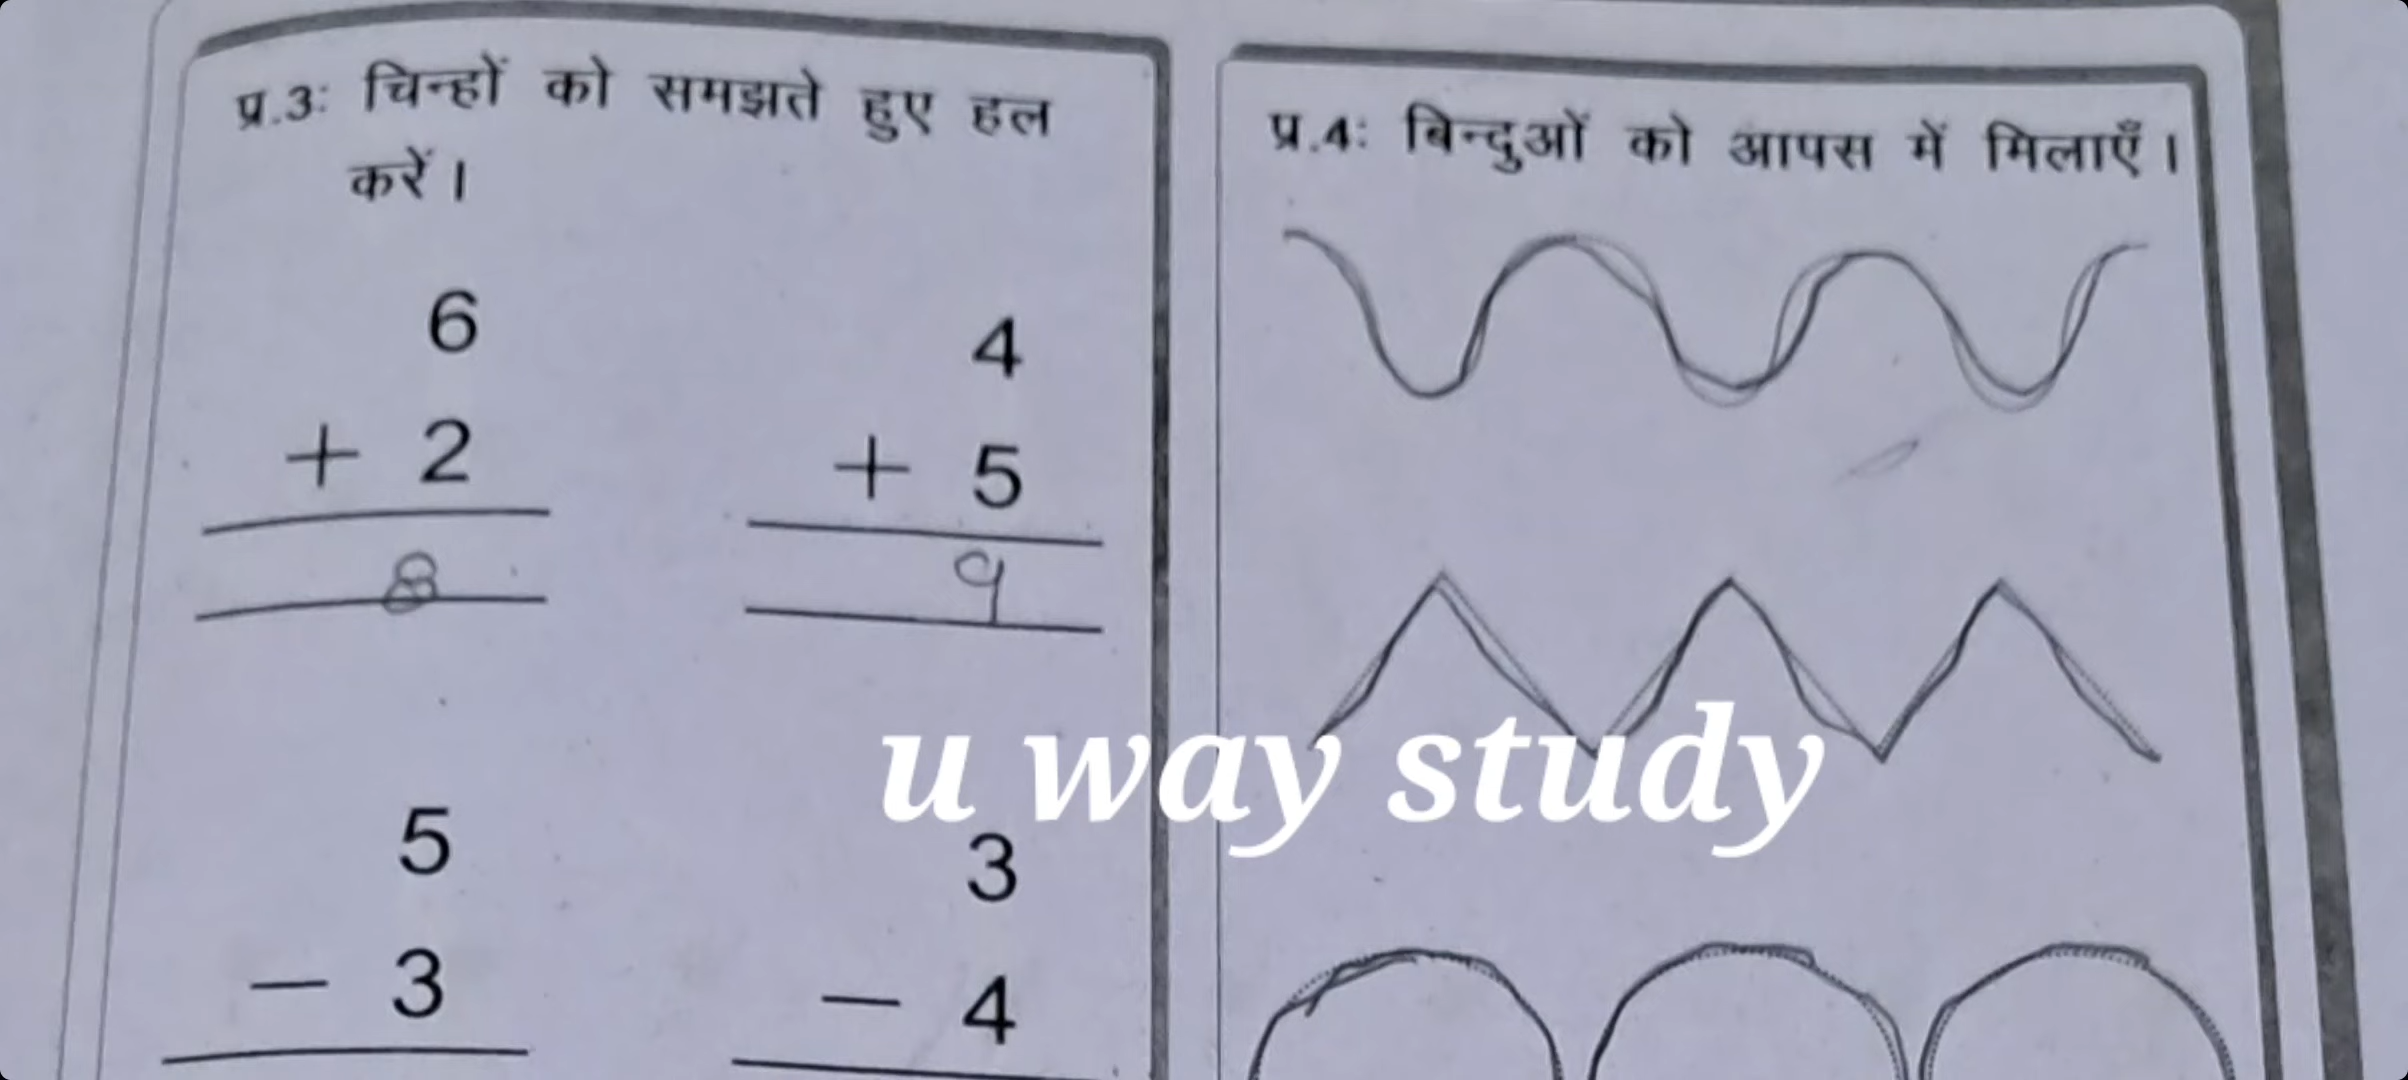 प्र.3: चिन्हों को समझते हुए हल
करें।
6
+ 2
8
4
+ 5
9
5
- 3
3
- 4
प्र.4: बिन्दुओं को आपस में मिलाएँ।
u way study